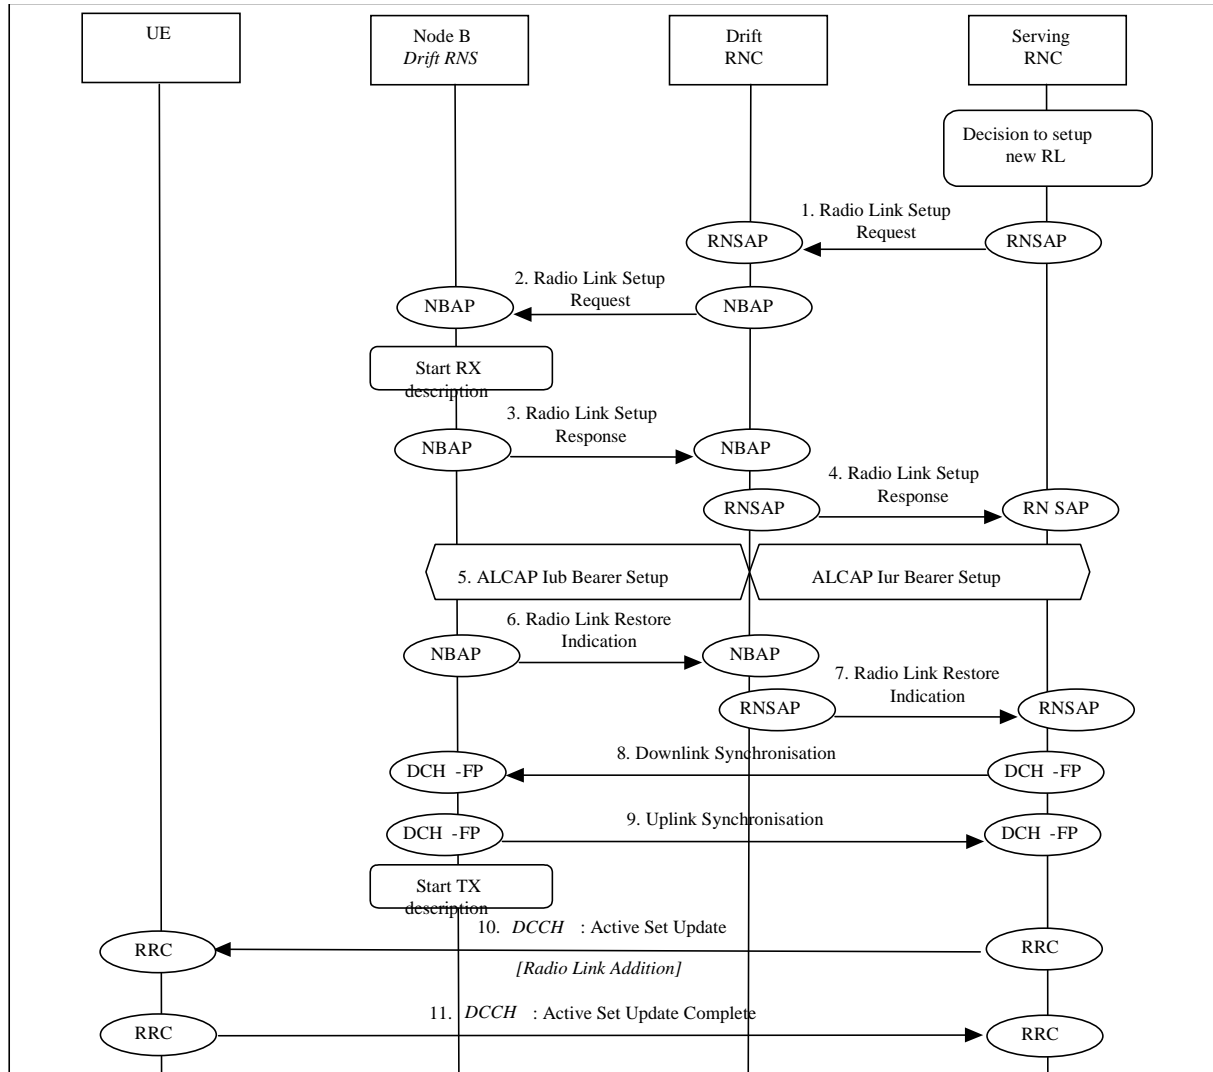 UE
Node B
Drift RNS
Drift
RNC
Serving
RNC
Decision to setup
new RL
1. Radio Link Setup
Request
RNSAP
RNSAP
2. Radio Link Setup
Request
NBAP
NBAP
Start RX
description
3. Radio Link Setup
Response
NBAP
NBAP
4. Radio Link Setup
Response
RNSAP
RN SAP
5. ALCAP Iub Bearer Setup
ALCAP Iur Bearer Setup
6. Radio Link Restore
Indication
NBAP
NBAP
7. Radio Link Restore
Indication
RNSAP
RNSAP
8. Downlink Synchronisation
DCH -FP
DCH -FP
9. Uplink Synchronisation
DCH -FP
DCH -FP
Start TX
description
10. DCCH : Active Set Update
RRC
RRC
[Radio Link Addition]
11. DCCH : Active Set Update Complete
RRC
RRC